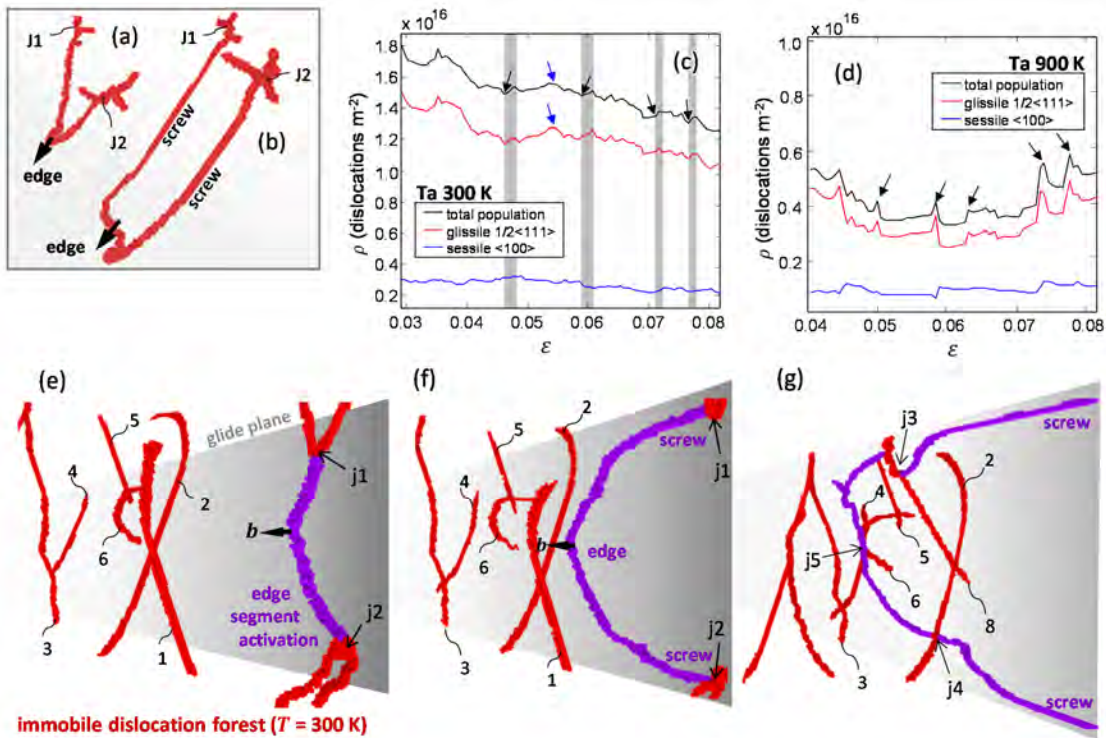 J1
(a)
J2
edge
J1
J2
screw
screw
(b)
edge
× 10¹⁶
2
1.8
1.6
1.4
1.2
1.0
0.8
0.6
0.4
0.2
ρ (dislocations m⁻²)
(c)
Ta 300 K
total population
glissile 1/2<111>
sessile <100>
0.03
0.04
0.05
0.06
0.07
0.08
ε
× 10¹⁶
1.0
0.8
0.6
0.4
0.2
0
ρ (dislocations m⁻²)
(d)
Ta 900 K
total population
glissile 1/2<111>
sessile <100>
0.04
0.05
0.06
0.07
0.08
ε
(e)
5
glide plane
4
2
j1
6
b
edge
segment
activation
j2
3
1
immobile dislocation forest (T = 300 K)
(f)
2
5
screw
j1
4
6
b
edge
j2
screw
3
1
(g)
j3
screw
2
4
j5
5
6
8
3
j4
screw